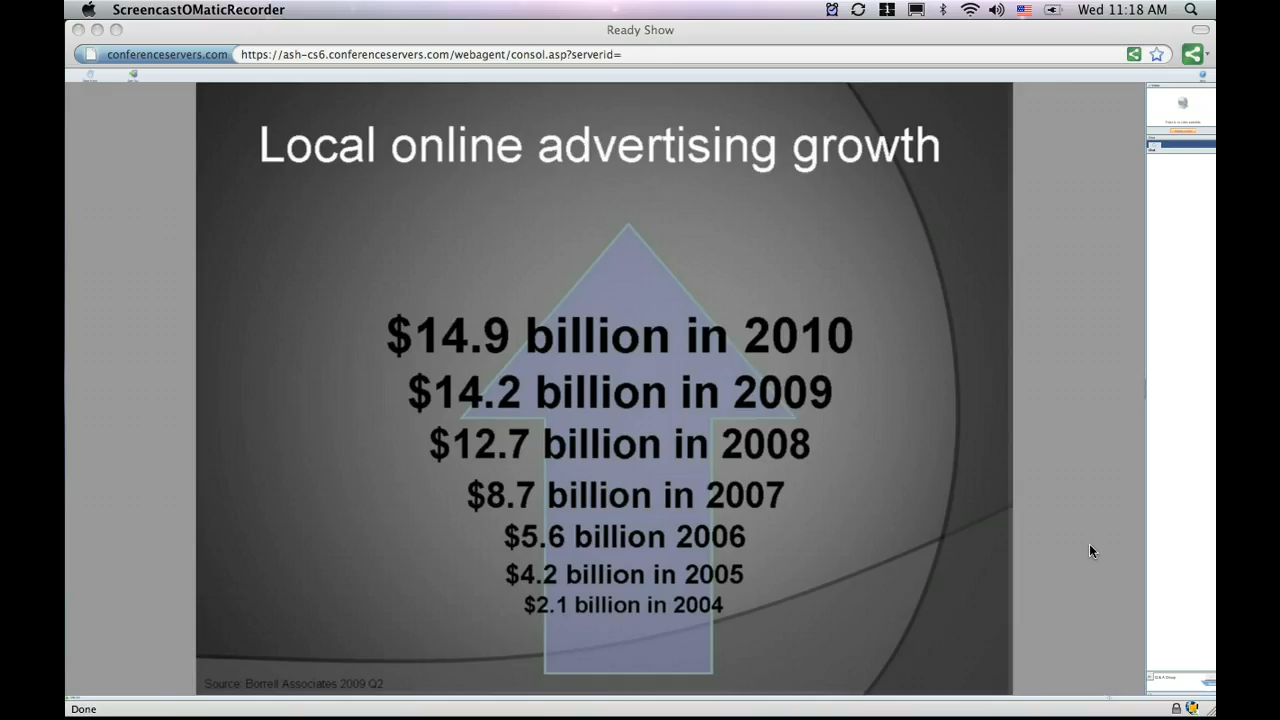 ScreencastOMaticRecorder
Wed 11:18 AM
Ready Show
conferenceservers.com https://ash-cs6.conferenceservers.com/webagent/consol.asp?serverid=
Local online advertising growth
$14.9 billion in 2010
$14.2 billion in 2009
$12.7 billion in 2008
$8.7 billion in 2007
$5.6 billion 2006
$4.2 billion in 2005
$2.1 billion in 2004
Source: Borrell Associates 2009 Q2
Done